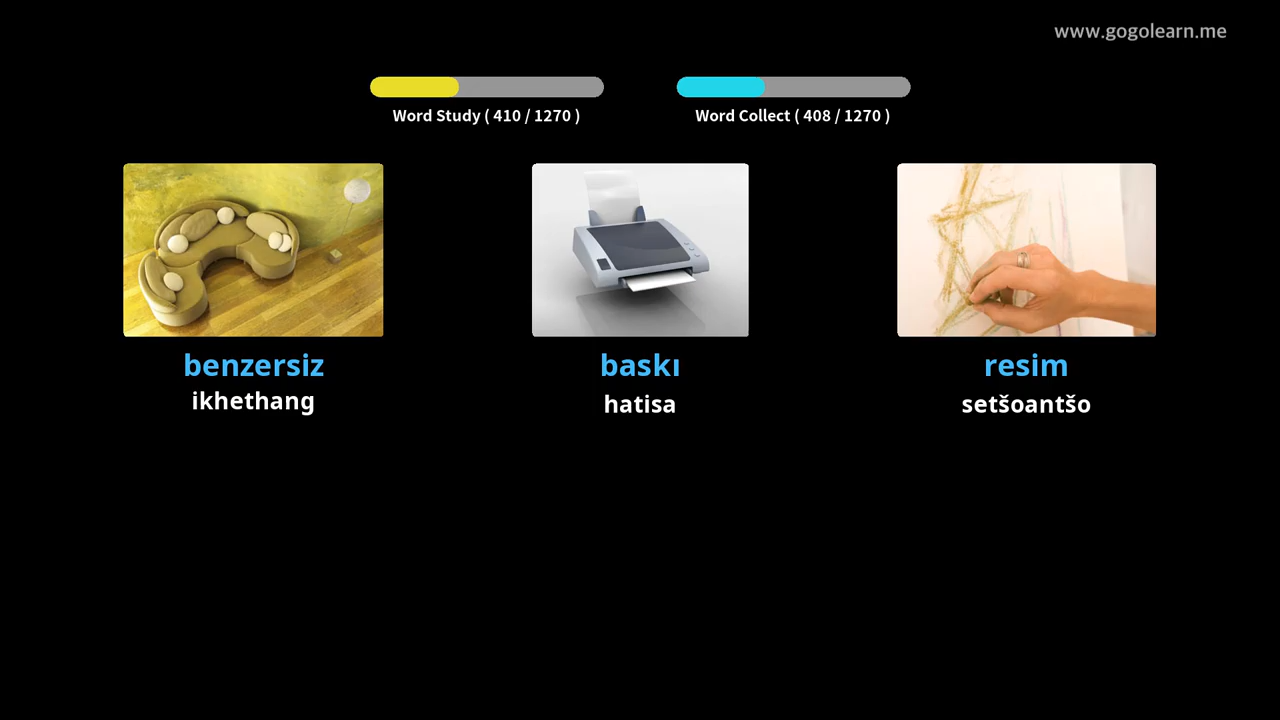 www.gogolearn.me
Word Study ( 410 / 1270 )
Word Collect ( 408 / 1270 )
benzersiz
ikhethang
baskı
hatisa
resim
setšoantšo